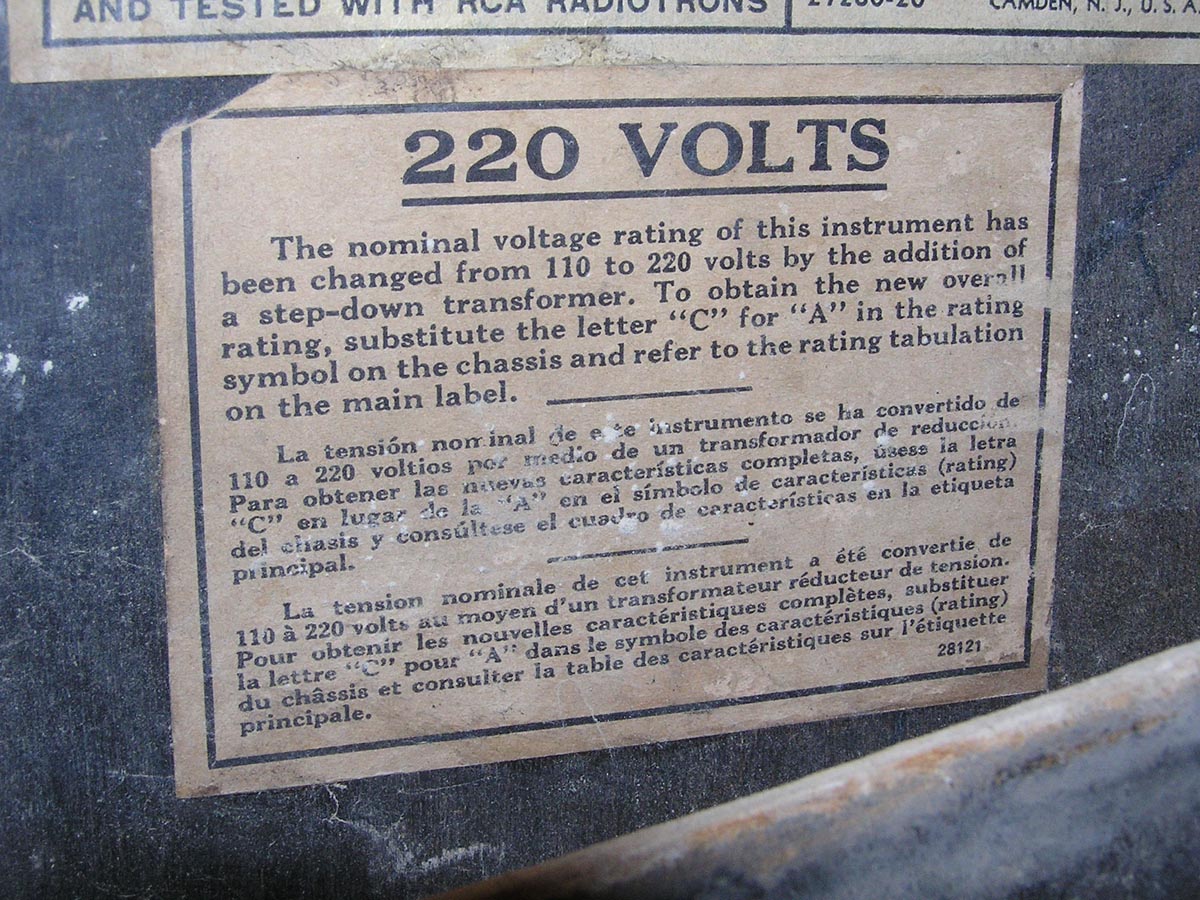 AND TESTED WITH RCA RADIOTRONS
CAMDEN, N. J., U. S. A.
220 VOLTS
The nominal voltage rating of this instrument has
been changed from 110 to 220 volts by the addition of
a step-down transformer. To obtain the new overall
rating, substitute the letter “C” for “A” in the rating
symbol on the chassis and refer to the rating tabulation
on the main label.
La tensión nominal de este instrumento se ha convertido de
110 a 220 voltios por medio de un transformador de reducción.
Para obtener las nuevas características completas, úsese la letra
“C” en lugar de la “A” en el símbolo de características (rating)
del chasis y consúltese el cuadro de características en la etiqueta
principal.
La tension nominale de cet instrument a été convertie de
110 à 220 volts au moyen d'un transformateur réducteur de tension.
Pour obtenir les nouvelles caractéristiques complètes, substituer
la lettre “C” pour “A” dans le symbole des caractéristiques (rating)
du châssis et consulter la table des caractéristiques sur l'étiquette
principale.
28121